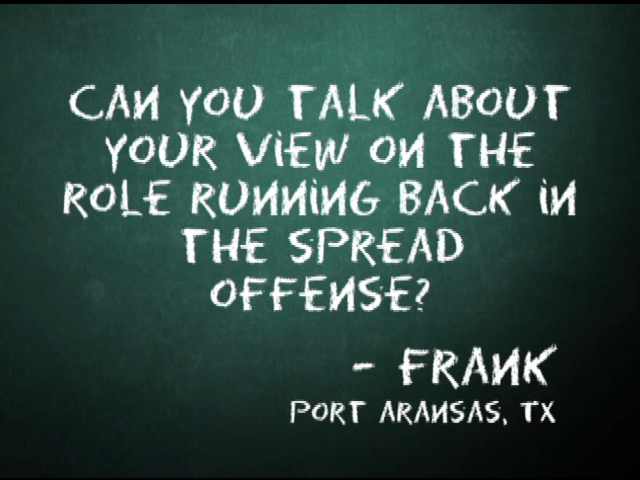 CAN YOU TALK ABOUT
YOUR VIEW ON THE
ROLE RUNNING BACK IN
THE SPREAD
OFFENSE?
- FRANK
PORT ARANSAS, TX